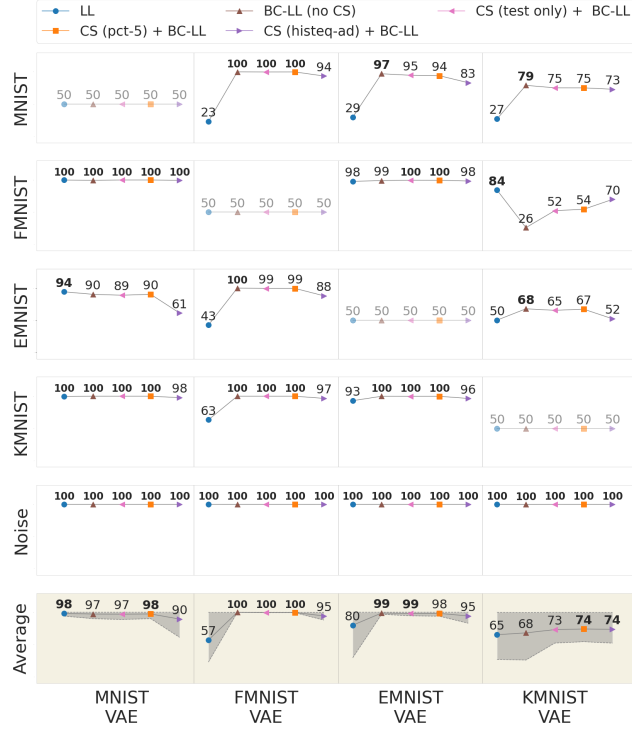 LL
BC-LL (no CS)
CS (test only) + BC-LL
CS (pct-5) + BC-LL
CS (histeq-ad) + BC-LL
MNIST
50 50 50 50 50
23 100 100 100 94
29 97 95 94 83
27 79 75 75 73
FMNIST
100 100 100 100 100
50 50 50 50 50
98 99 100 100 98
84 26 52 54 70
EMNIST
94 90 89 90 61
43 100 99 99 88
50 50 50 50 50
50 68 65 67 52
KMNIST
100 100 100 100 98
63 100 100 100 97
93 100 100 100 96
50 50 50 50 50
Noise
100 100 100 100 100
100 100 100 100 100
100 100 100 100 100
100 100 100 100 100
Average
98 97 97 98 90
57 100 100 100 95
80 99 99 98 95
65 68 73 74 74
MNIST
VAE
FMNIST
VAE
EMNIST
VAE
KMNIST
VAE